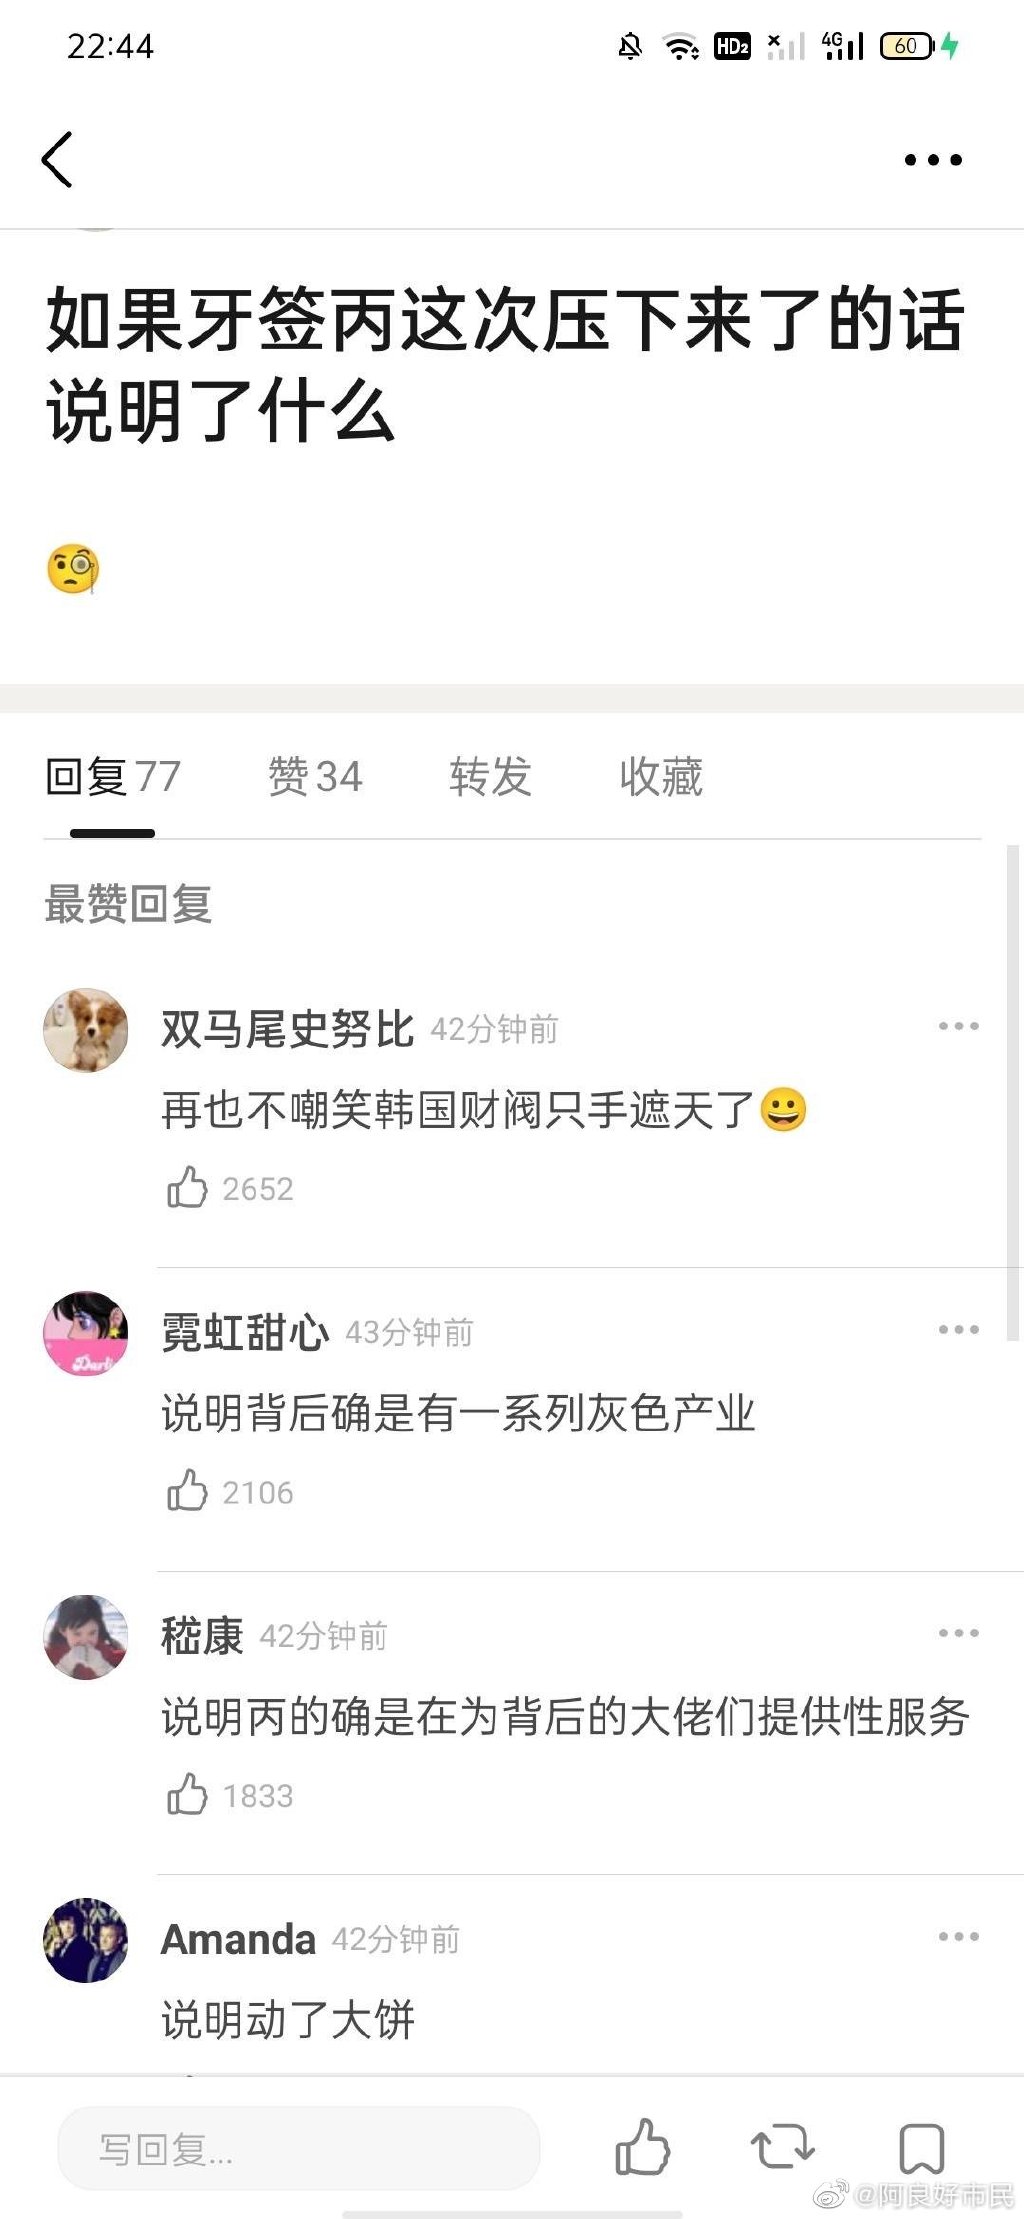 22:44
HD2
4G
60
如果牙签丙这次压下来了的话
说明了什么
回复77 赞34 转发 收藏
最赞回复
双马尾史努比 42分钟前
再也不嘲笑韩国财阀只手遮天了
2652
霓虹甜心 43分钟前
说明背后确是有一系列灰色产业
2106
嵇康 42分钟前
说明丙的确是在为背后的大佬们提供性服务
1833
Amanda 42分钟前
说明动了大饼
写回复...
@阿良好市民